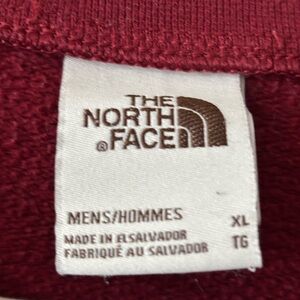 THE
NORTH
®FACE
MENS/HOMMES XL
MADE IN ELSALVADOR TG
FABRIQUÉ AU SALVADOR